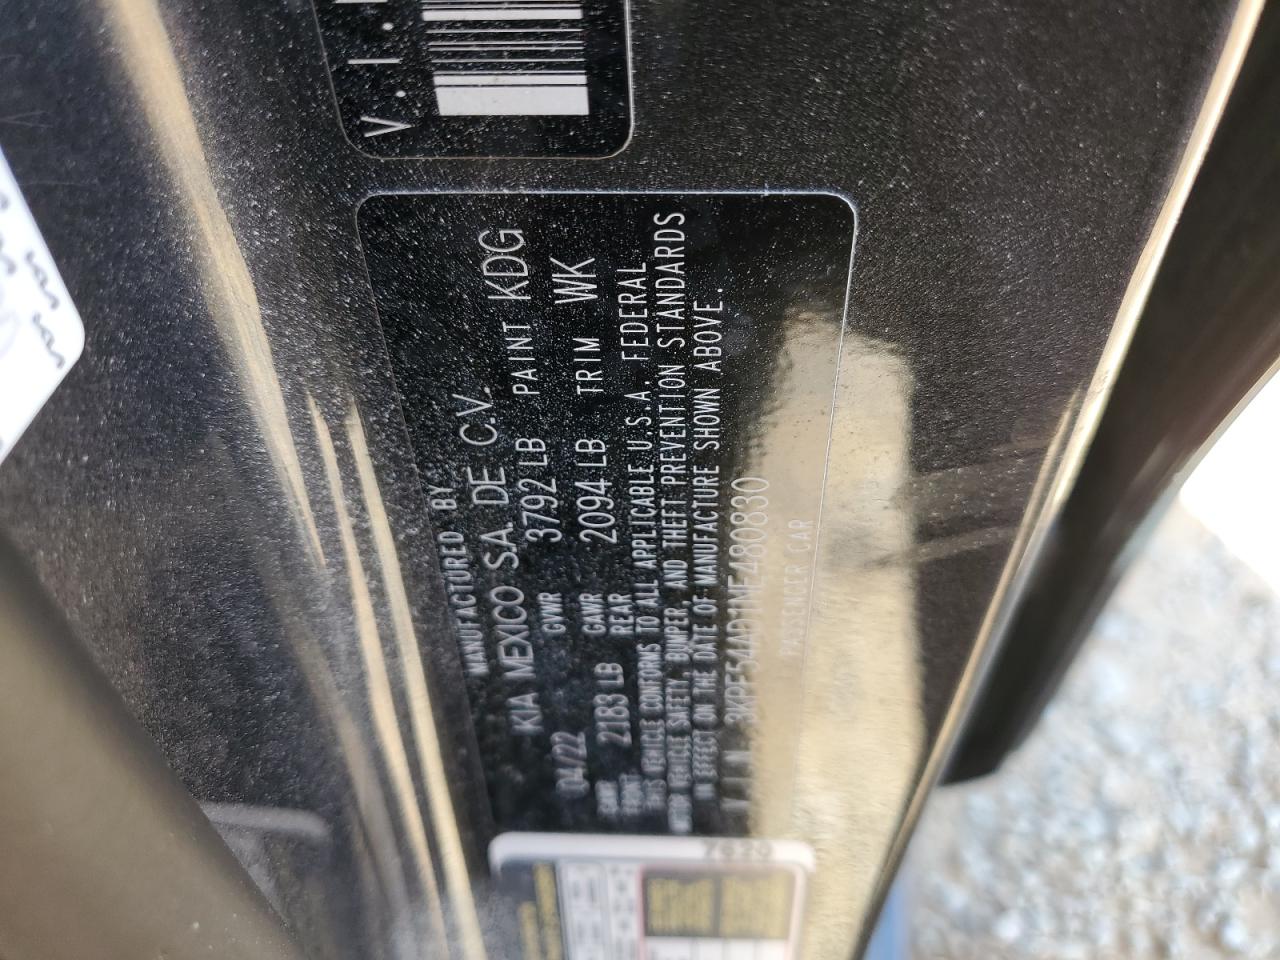 V.I.
MANUFACTURED BY
KIA MEXICO S.A. DE C.V.
04/22 GVWR 3792 LB PAINT KDG
GAWR GAWR
FRONT 2183 LB REAR 2094 LB TRIM WK
THIS VEHICLE CONFORMS TO ALL APPLICABLE U.S.A. FEDERAL
MOTOR VEHICLE SAFETY, BUMPER, AND THEFT PREVENTION STANDARDS
IN EFFECT ON THE DATE OF MANUFACTURE SHOWN ABOVE.
V.I.N. 3KPF54AD1NE480830
PASSENGER CAR